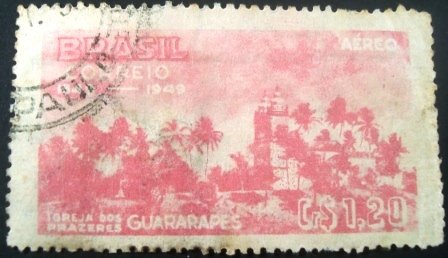 BRASIL
AÉREO
CORREIO
1949
IGREJA DOS
PRAZERES GUARARAPES
Cr$ 1,20